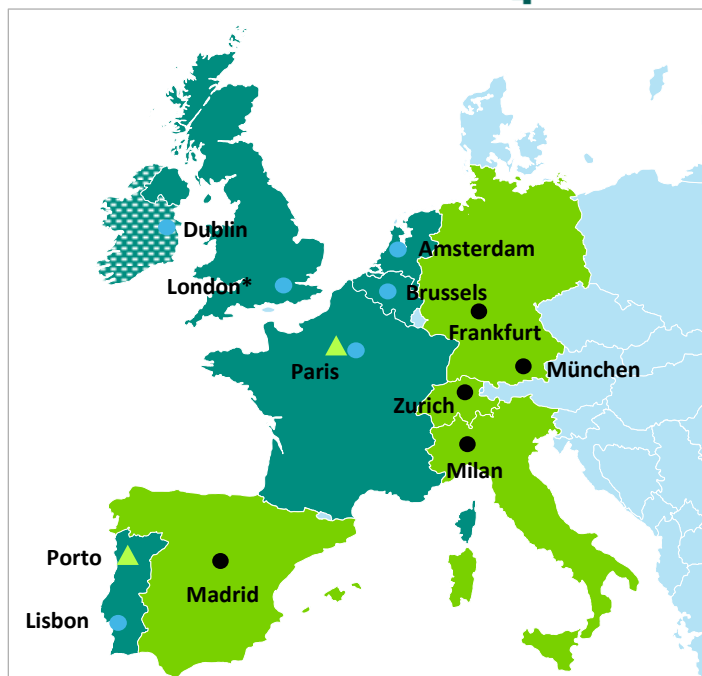 Dublin
Amsterdam
London*
Brussels
Frankfurt
Paris
München
Zurich
Milan
Porto
Madrid
Lisbon